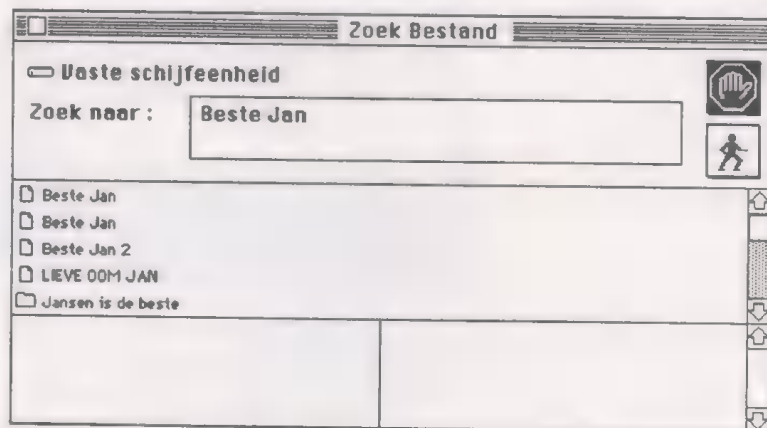 Zoek Bestand
Vaste schijfeenheid
Zoek naar :
Beste Jan
Beste Jan
Beste Jan
Beste Jan 2
LIEVE OOM JAN
Jansen is de beste